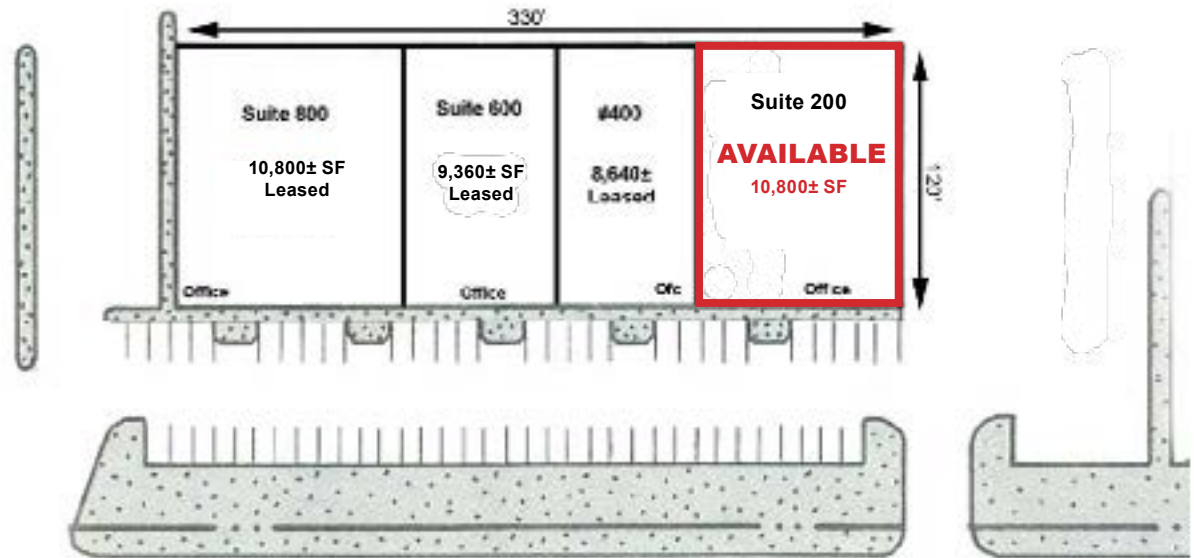 330'
Suite 800
10,800± SF
Leased
Office
Suite 600
9,360± SF
Leased
Office
#400
8,640±
Leased
Ofc
Suite 200
AVAILABLE
10,800± SF
Office
120'